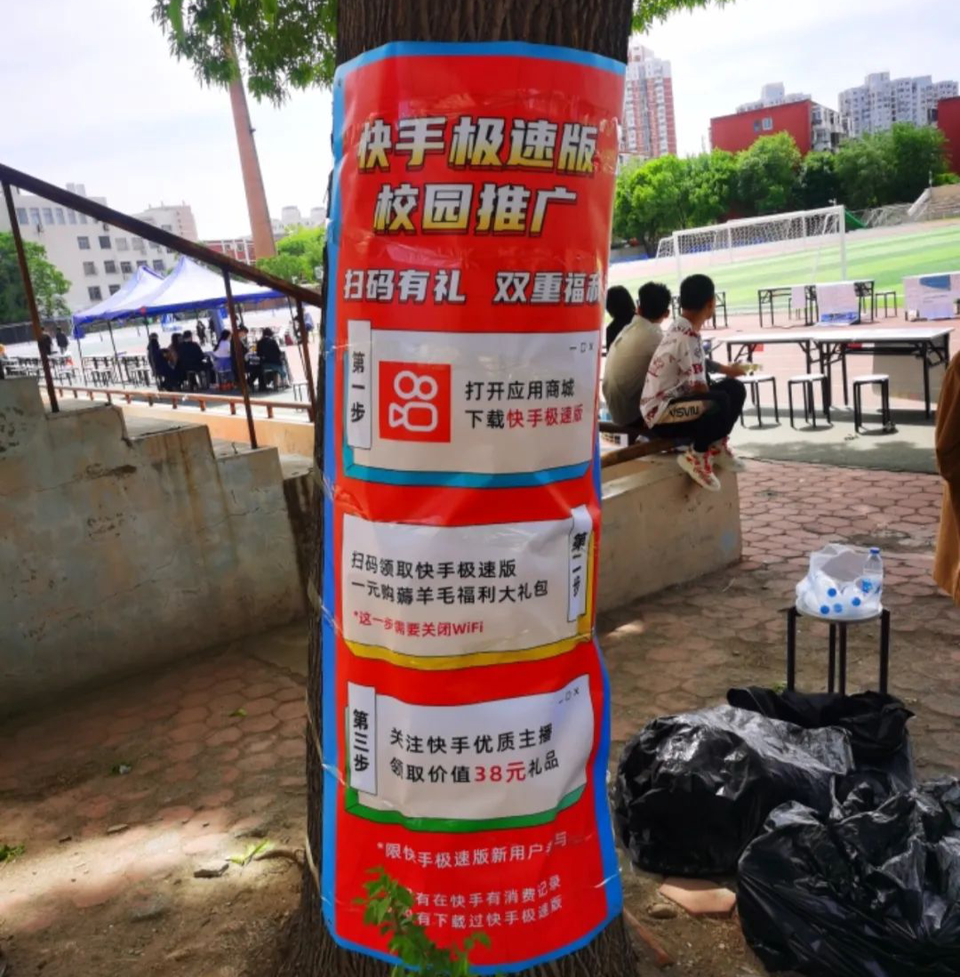 快手极速版
校园推广
扫码有礼 双重福利
第一步
打开应用商城
下载快手极速版
第二步
扫码领取快手极速版
一元购薅羊毛福利大礼包
*这一步需要关闭WiFi
第三步
关注快手优质主播
领取价值38元礼品
*限快手极速版新用户参与
有在快手有消费记录
有下载过快手极速版